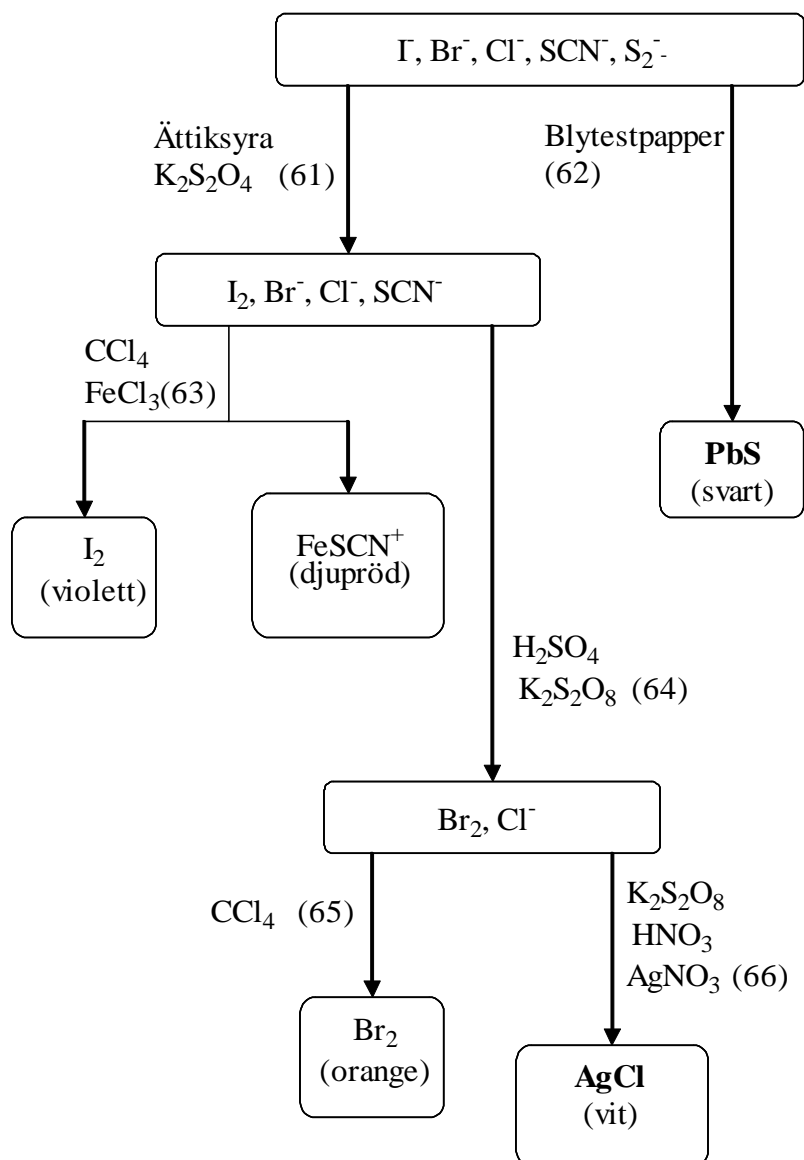 I⁻, Br⁻, Cl⁻, SCN⁻, S₂⁻-
Ättiksyra
K₂S₂O₄ (61)
Blytestpapper
(62)
I₂, Br⁻, Cl⁻, SCN⁻
CCl₄
FeCl₃(63)
PbS
(svart)
I₂
(violett)
FeSCN⁺
(djupröd)
H₂SO₄
K₂S₂O₈ (64)
Br₂, Cl⁻
CCl₄ (65)
K₂S₂O₈
HNO₃
AgNO₃ (66)
Br₂
(orange)
AgCl
(vit)